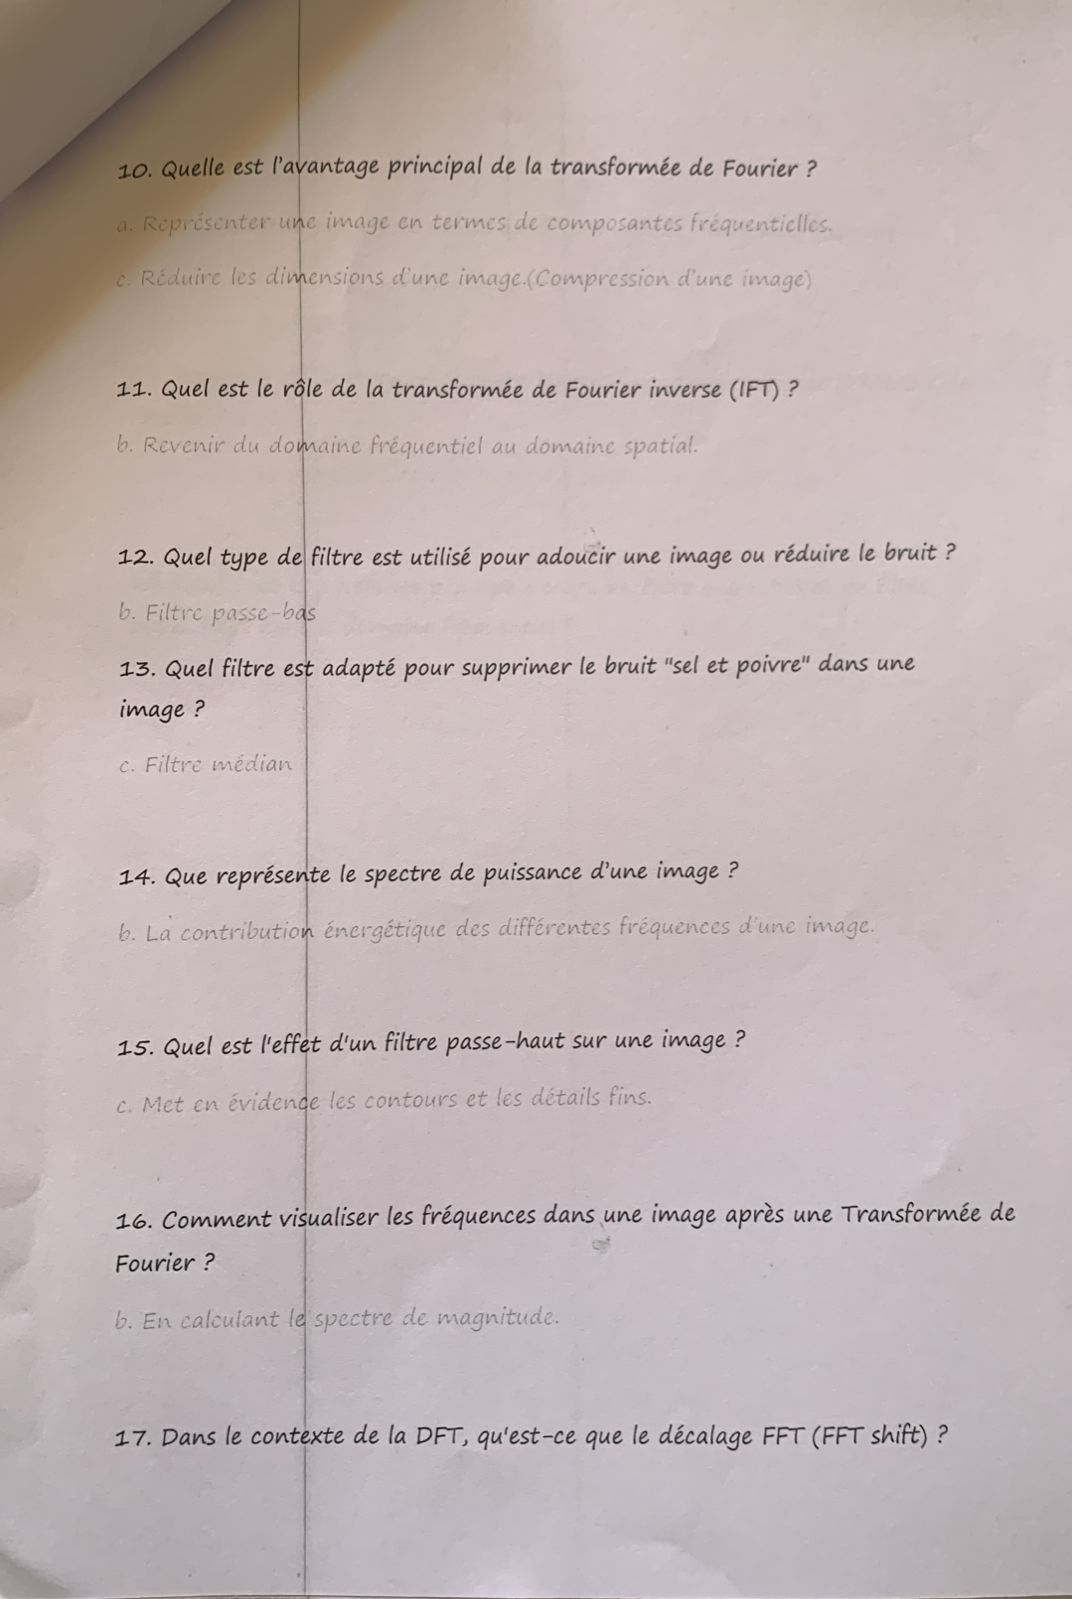 10. Quelle est l'avantage principal de la transformée de Fourier ?
a. Représenter une image en termes de composantes fréquentielles.
c. Réduire les dimensions d'une image.(Compression d'une image)
11. Quel est le rôle de la transformée de Fourier inverse (IFT) ?
b. Revenir du domaine fréquentiel au domaine spatial.
12. Quel type de filtre est utilisé pour adoucir une image ou réduire le bruit ?
b. Filtre passe-bas
13. Quel filtre est adapté pour supprimer le bruit "sel et poivre" dans une
image ?
c. Filtre médian
14. Que représente le spectre de puissance d'une image ?
b. La contribution énergétique des différentes fréquences d'une image.
15. Quel est l'effet d'un filtre passe-haut sur une image ?
c. Met en évidence les contours et les détails fins.
16. Comment visualiser les fréquences dans une image après une Transformée de
Fourier ?
b. En calculant le spectre de magnitude.
17. Dans le contexte de la DFT, qu'est-ce que le décalage FFT (FFT shift) ?